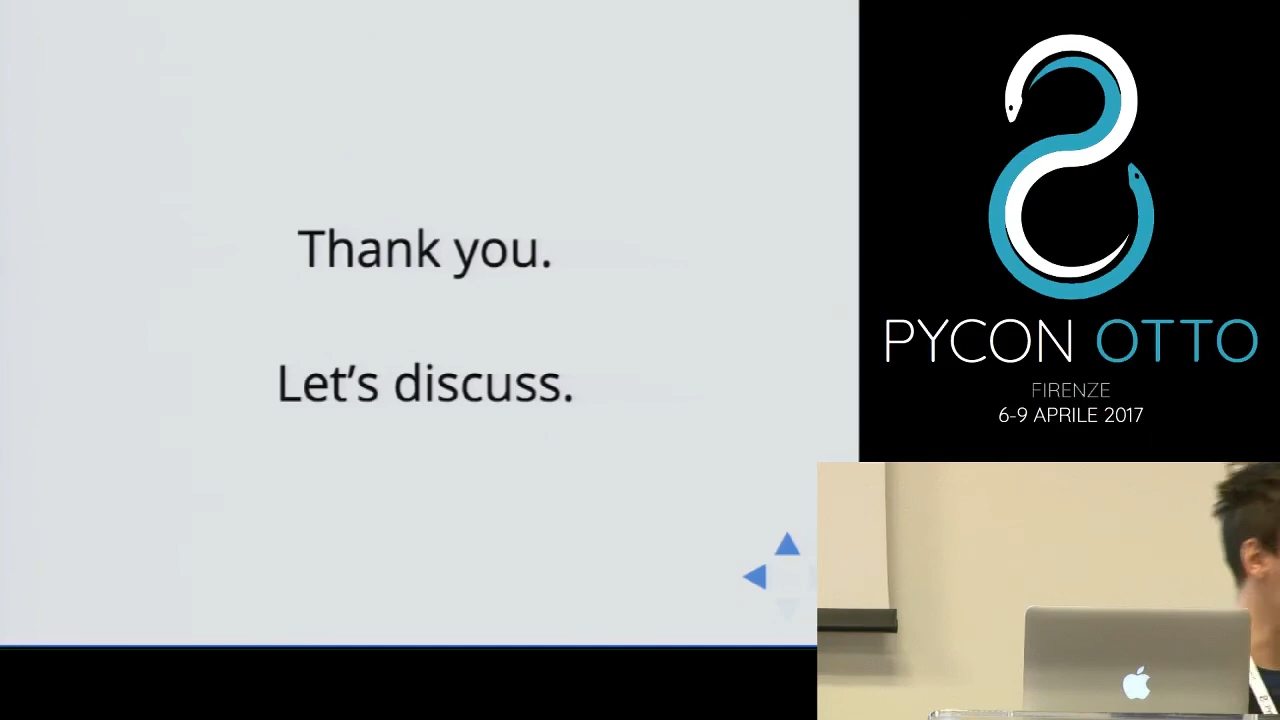 Thank you.
Let's discuss.
PYCON OTTO
FIRENZE
6-9 APRILE 2017